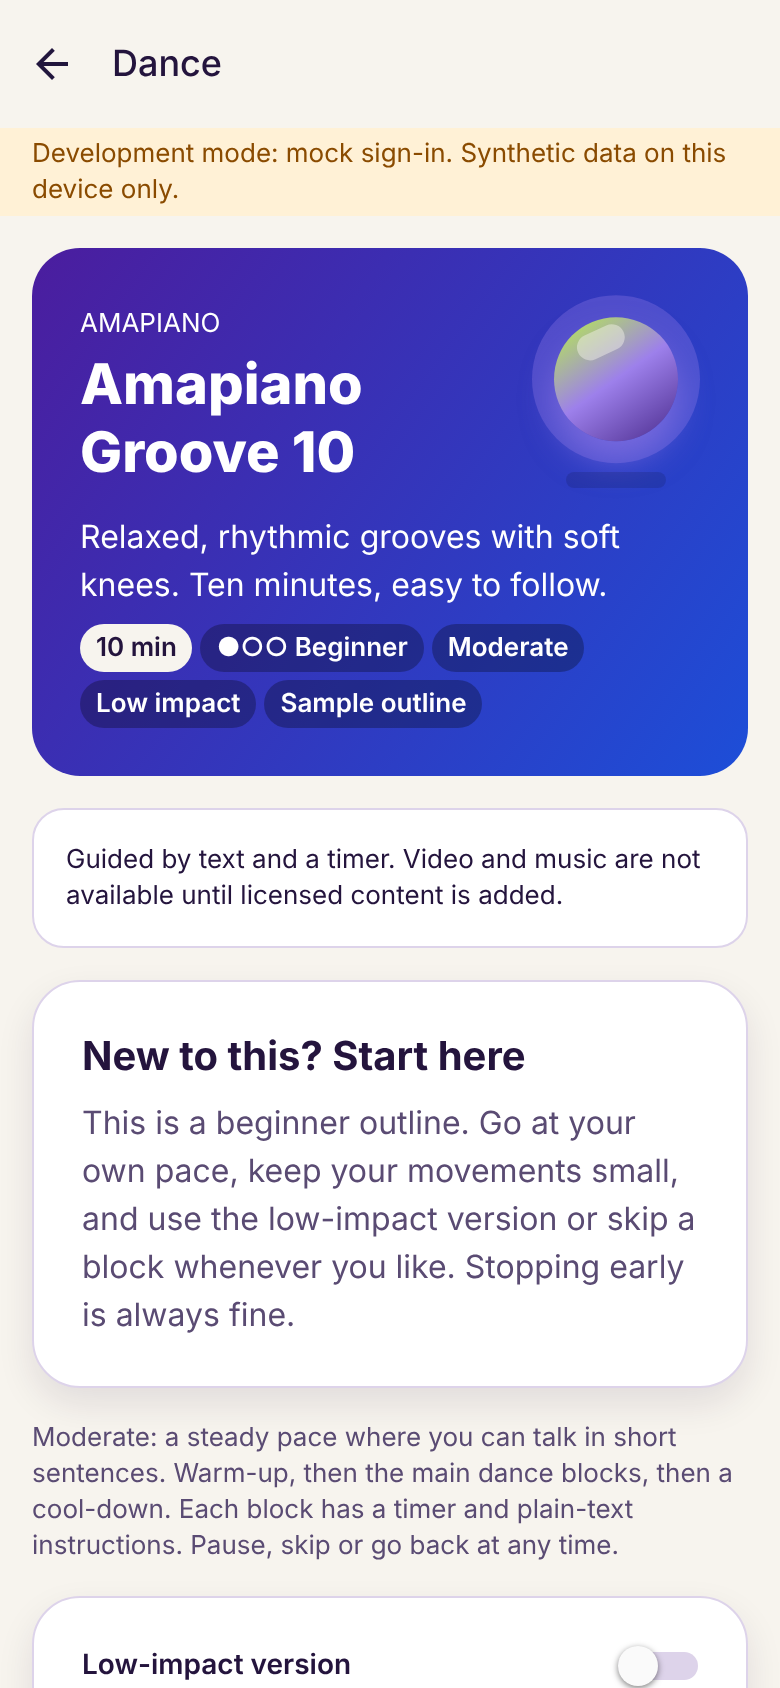 Dance
Development mode: mock sign-in. Synthetic data on this
device only.
AMAPIANO
Amapiano
Groove 10
Relaxed, rhythmic grooves with soft
knees. Ten minutes, easy to follow.
10 min
Beginner
Moderate
Low impact
Sample outline
Guided by text and a timer. Video and music are not
available until licensed content is added.
New to this? Start here
This is a beginner outline. Go at your
own pace, keep your movements small,
and use the low-impact version or skip a
block whenever you like. Stopping early
is always fine.
Moderate: a steady pace where you can talk in short
sentences. Warm-up, then the main dance blocks, then a
cool-down. Each block has a timer and plain-text
instructions. Pause, skip or go back at any time.
Low-impact version